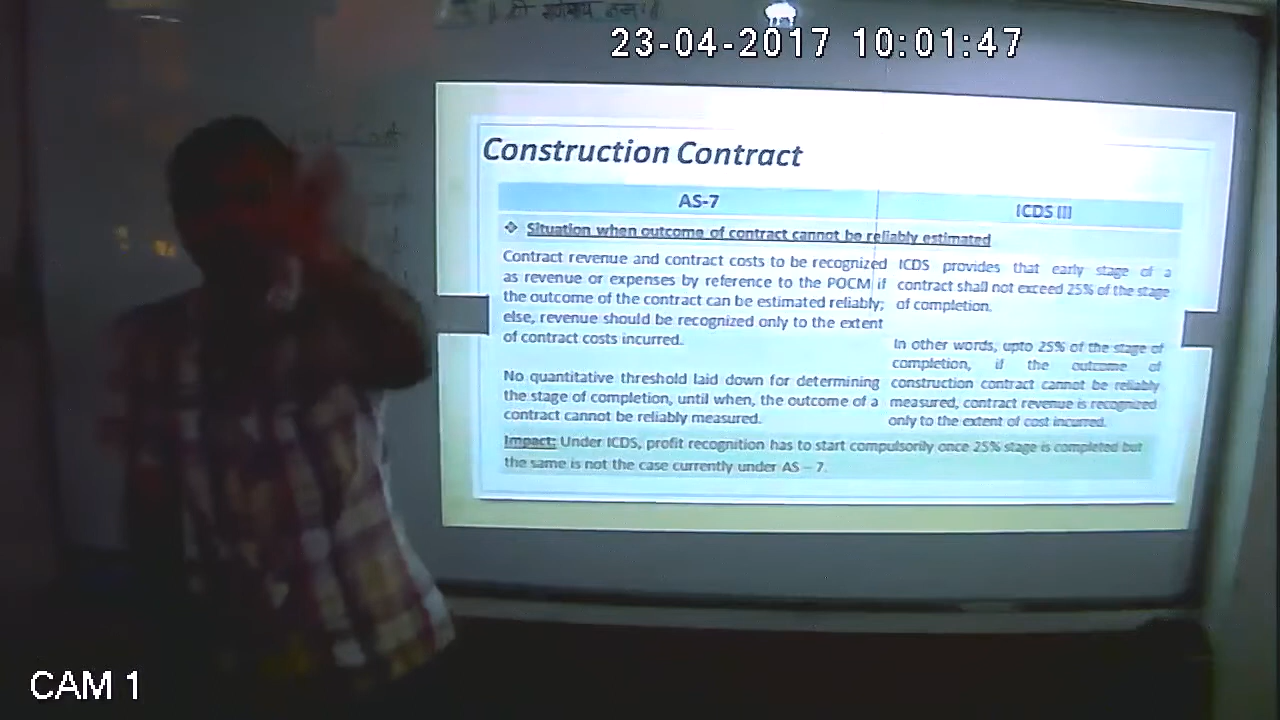 23-04-2017 10:01:47
Construction Contract
AS-7
ICDS III
❖ Situation when outcome of contract cannot be reliably estimated
Contract revenue and contract costs to be recognized
as revenue or expenses by reference to the POCM if
the outcome of the contract can be estimated reliably;
else, revenue should be recognized only to the extent
of contract costs incurred.
No quantitative threshold laid down for determining
the stage of completion, until when, the outcome of a
contract cannot be reliably measured.
ICDS provides that early stage of a
contract shall not exceed 25% of the stage
of completion.
In other words, upto 25% of the stage of
completion, if the outcome of
construction contract cannot be reliably
measured, contract revenue is recognized
only to the extent of cost incurred.
Impact: Under ICDS, profit recognition has to start compulsorily once 25% stage is completed but
the same is not the case currently under AS – 7.
CAM 1